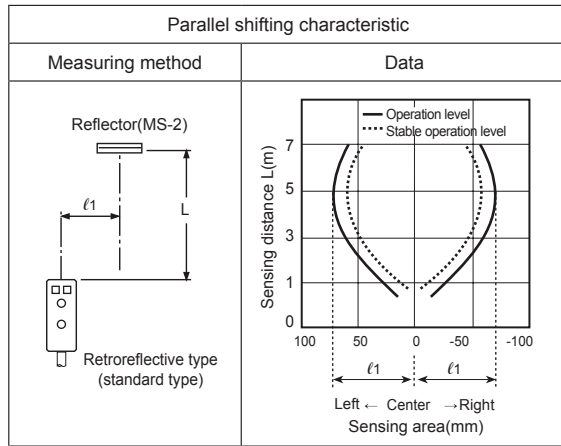 Parallel shifting characteristic
Measuring method
Data
Reflector(MS-2)
ℓ1
L
Retroreflective type
(standard type)
Operation level
Stable operation level
Sensing distance L(m)
7
5
3
1
0
100 50 0 -50 -100
ℓ1 ℓ1
Left ← Center → Right
Sensing area(mm)